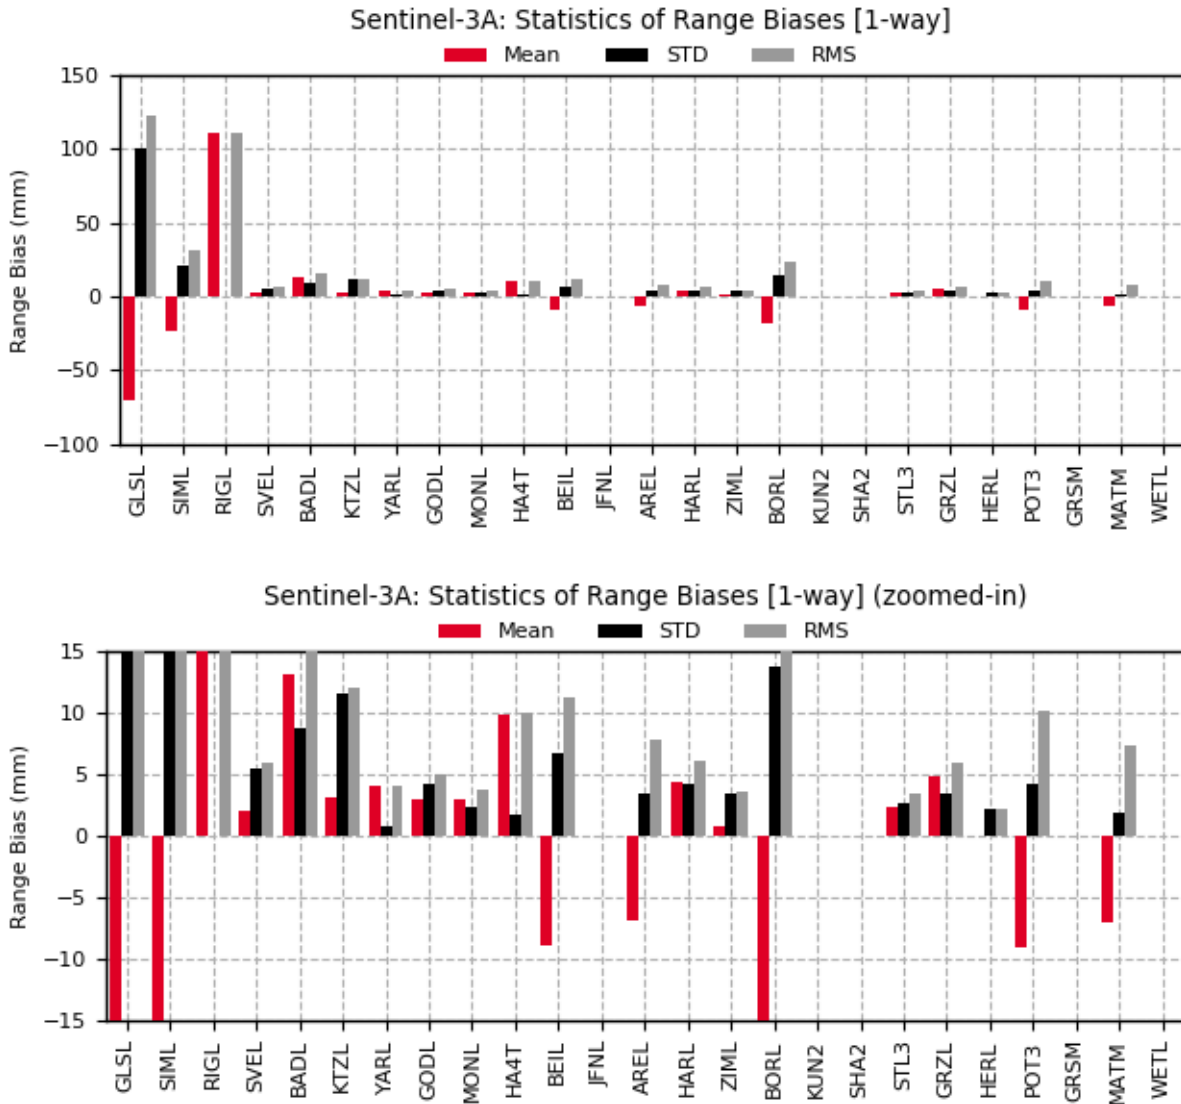 Sentinel-3A: Statistics of Range Biases [1-way]
Mean STD RMS
150
100
50
0
−50
−100
Range Bias (mm)
GLSL SIML RIGL SVEL BADL KTZL YARL GODL MONL HA4T BEIL JFNL AREL HARL ZIML BORL KUN2 SHA2 STL3 GRZL HERL POT3 GRSM MATM WETL
Sentinel-3A: Statistics of Range Biases [1-way] (zoomed-in)
Mean STD RMS
15
10
5
0
−5
−10
−15
Range Bias (mm)
GLSL SIML RIGL SVEL BADL KTZL YARL GODL MONL HA4T BEIL JFNL AREL HARL ZIML BORL KUN2 SHA2 STL3 GRZL HERL POT3 GRSM MATM WETL